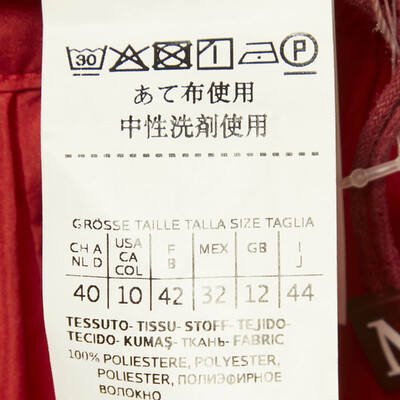 30 P
あて布使用
中性洗剤使用
GRÖSSE TAILLE TALLA SIZE TAGLIA
CH A NL D USA CA COL F B MEX GB I J
40 10 42 32 12 44
TESSUTO- TISSU- STOFF- TEJIDO-
TECIDO- KUMAŞ- ТКАНЬ- FABRIC
100% POLIESTERE, POLYESTER,
POLIESTER, ПОЛИЭФИРНОЕ
ВОЛОКНО
M